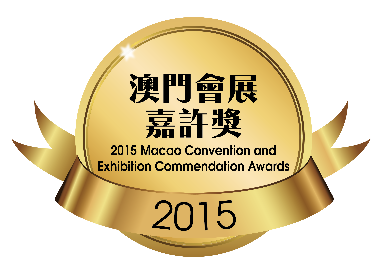 澳門會展
嘉許獎
2015 Macao Convention and
Exhibition Commendation Awards
2015